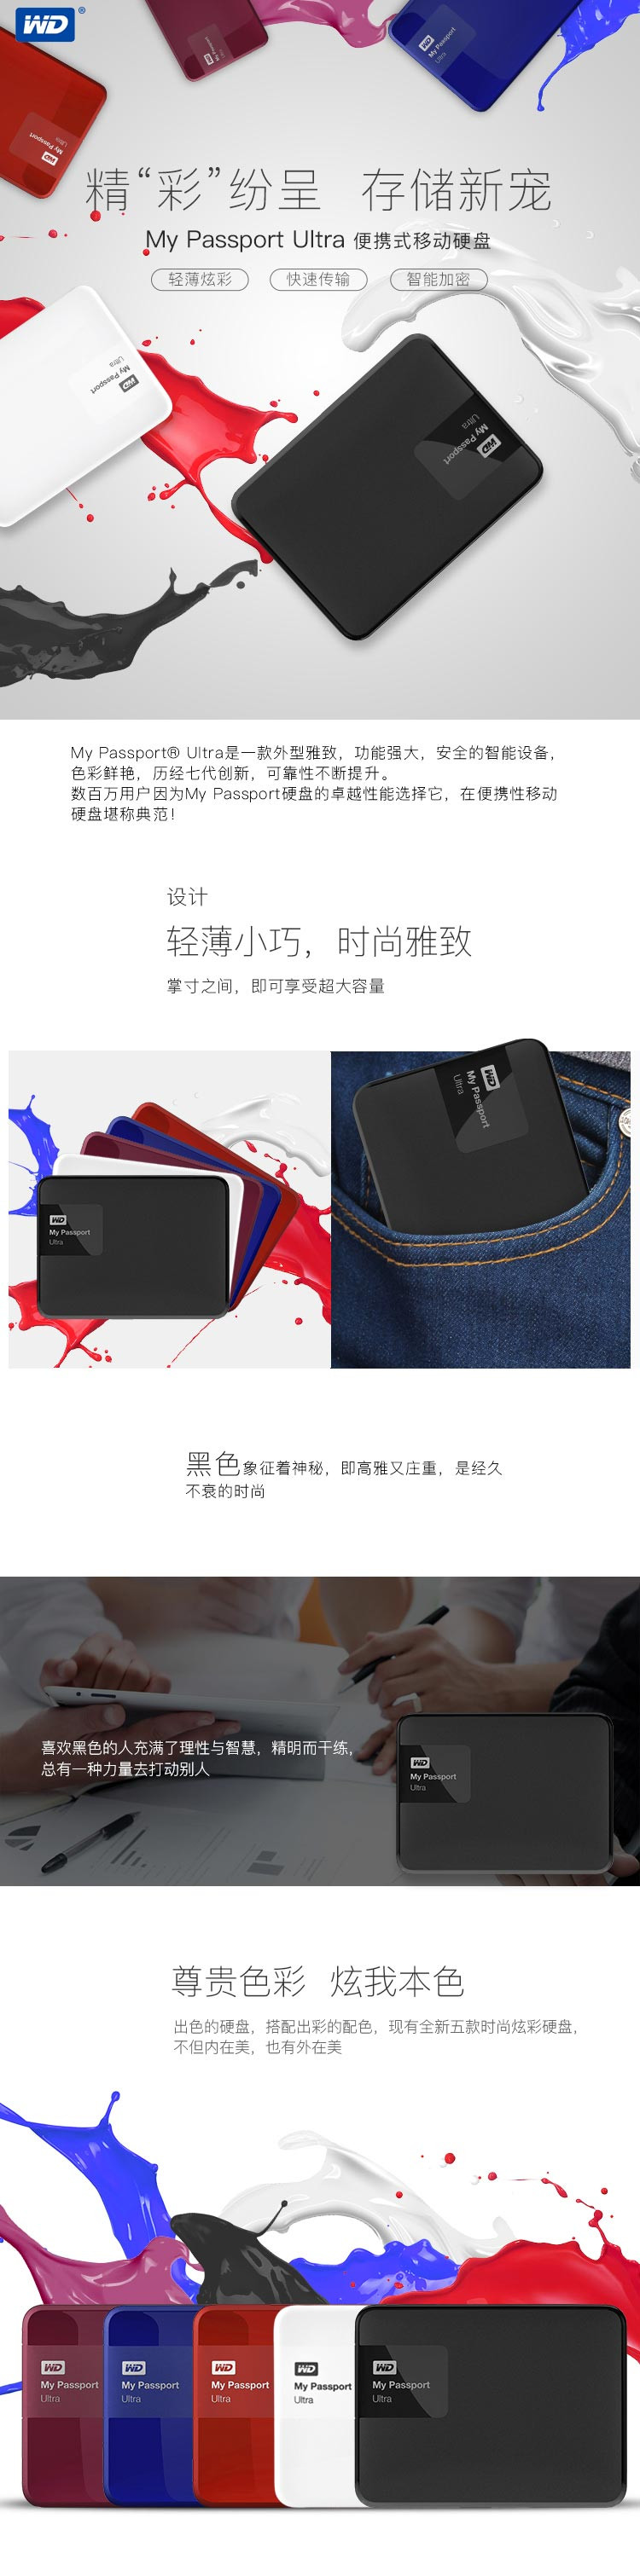 WD®
My Passport
Ultra
WD
My Passport
Ultra
WD
My Passport
Ultra
WD
精“彩”纷呈 存储新宠
My Passport Ultra 便携式移动硬盘
轻薄炫彩 快速传输 智能加密
WD
My Passport
Ultra
WD
My Passport
Ultra
My Passport® Ultra是一款外型雅致，功能强大，安全的智能设备，
色彩鲜艳，历经七代创新，可靠性不断提升。
数百万用户因为My Passport硬盘的卓越性能选择它，在便携性移动
硬盘堪称典范！
设计
轻薄小巧，时尚雅致
掌寸之间，即可享受超大容量
WD
My Passport
Ultra
WD
My Passport
Ultra
黑色象征着神秘，即高雅又庄重，是经久
不衰的时尚
喜欢黑色的人充满了理性与智慧，精明而干练，
总有一种力量去打动别人
WD
My Passport
Ultra
尊贵色彩 炫我本色
出色的硬盘，搭配出彩的配色，现有全新五款时尚炫彩硬盘，
不但内在美，也有外在美
WD WD WD WD WD
My Passport My Passport My Passport My Passport My Passport
Ultra Ultra Ultra Ultra Ultra